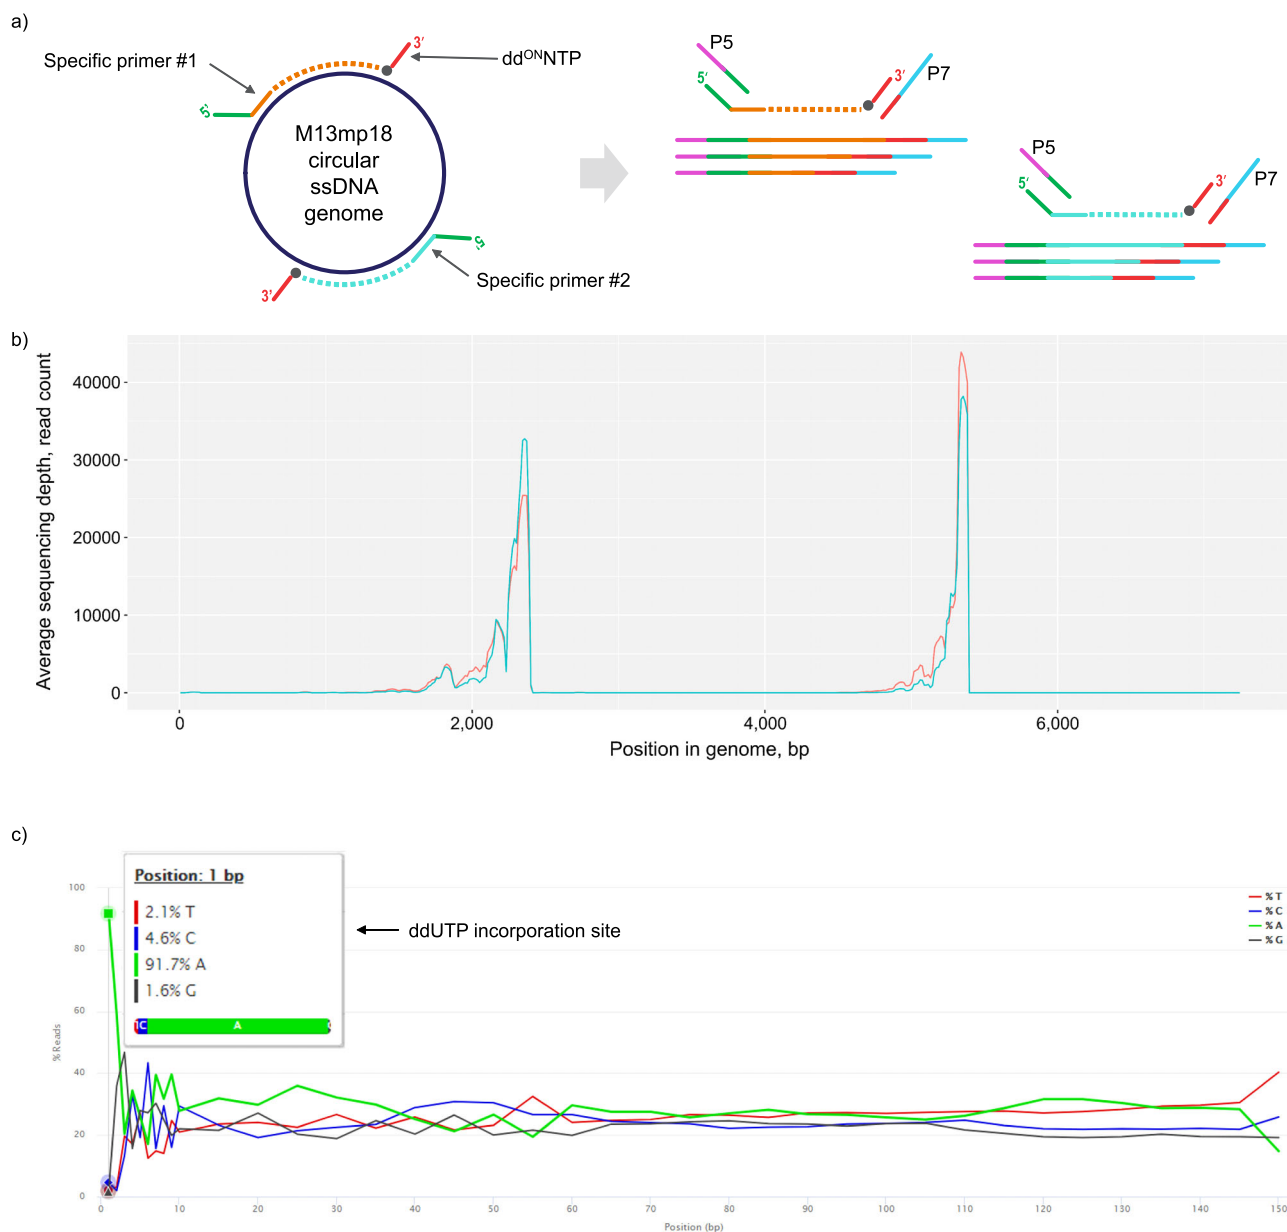 a)
Specific primer #1
3′
ddONNTP
5′
M13mp18
circular
ssDNA
genome
5′
Specific primer #2
3′
P5
5′
3′
P7
P5
5′
3′
P7
b)
Average sequencing depth, read count
40000
30000
20000
10000
0
0
2,000
4,000
6,000
Position in genome, bp
c)
Position: 1 bp
2.1% T
4.6% C
91.7% A
1.6% G
TC A
ddUTP incorporation site
% T
% C
% A
% G
% Reads
100
80
60
40
20
0
0 10 20 30 40 50 60 70 80 90 100 110 120 130 140 150
Position (bp)